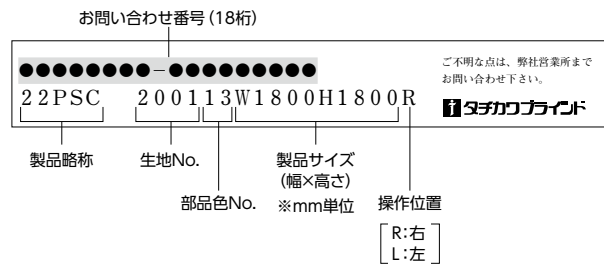 お問い合わせ番号(18桁)
●●●●●●●●-●●●●●●●●●
ご不明な点は、弊社営業所まで
お問い合わせ下さい。
22PSC 200113W1800H1800R
タチカワブラインド
製品略称
生地No.
製品サイズ
(幅×高さ)
※mm単位
部品色No.
操作位置
R:右
L:左